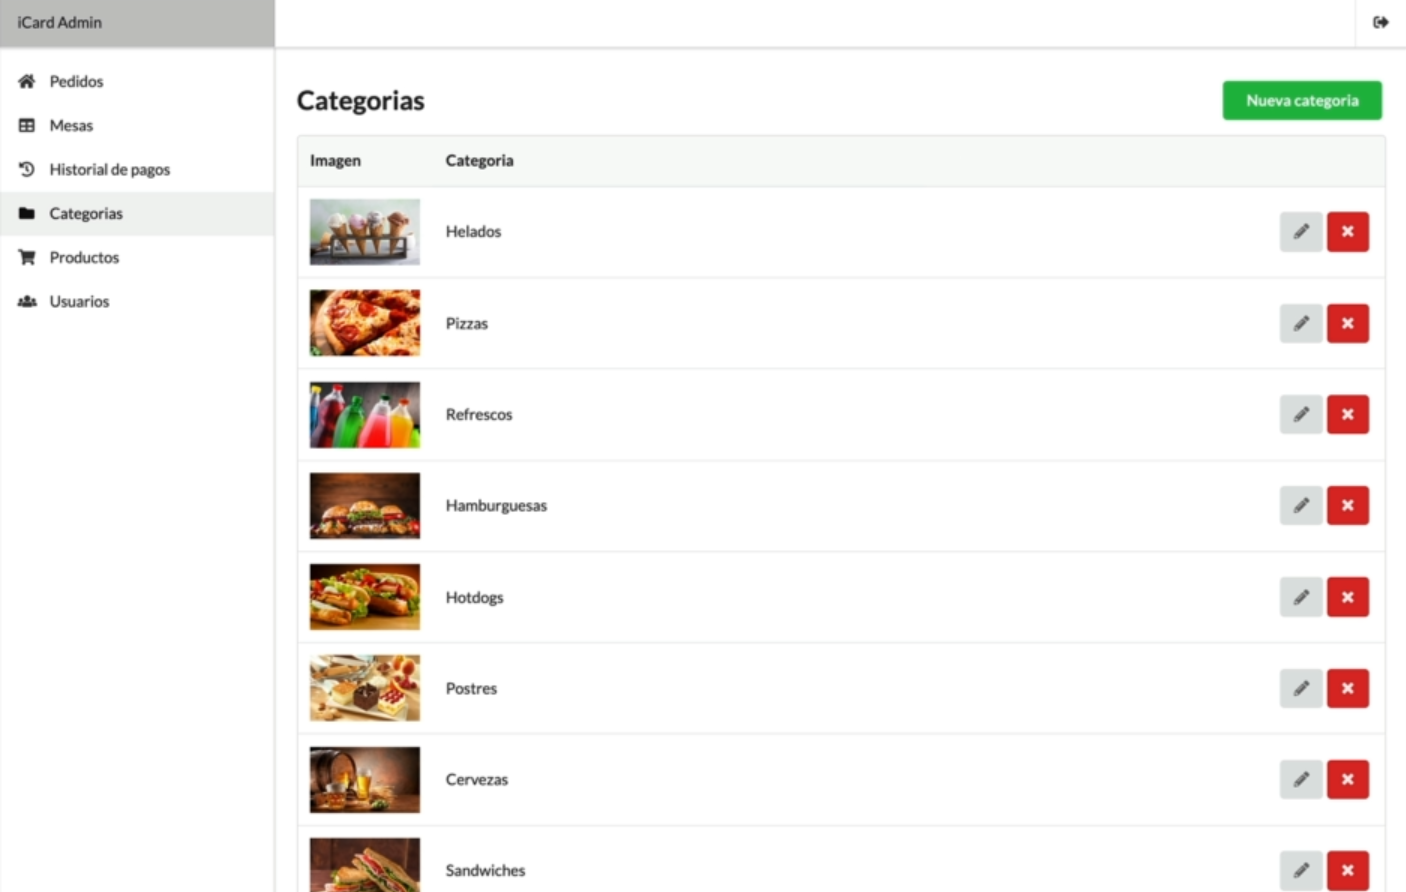 iCard Admin
Pedidos
Mesas
Historial de pagos
Categorias
Productos
Usuarios
Categorias
Nueva categoria
Imagen Categoria
Helados
Pizzas
Refrescos
Hamburguesas
Hotdogs
Postres
Cervezas
Sandwiches